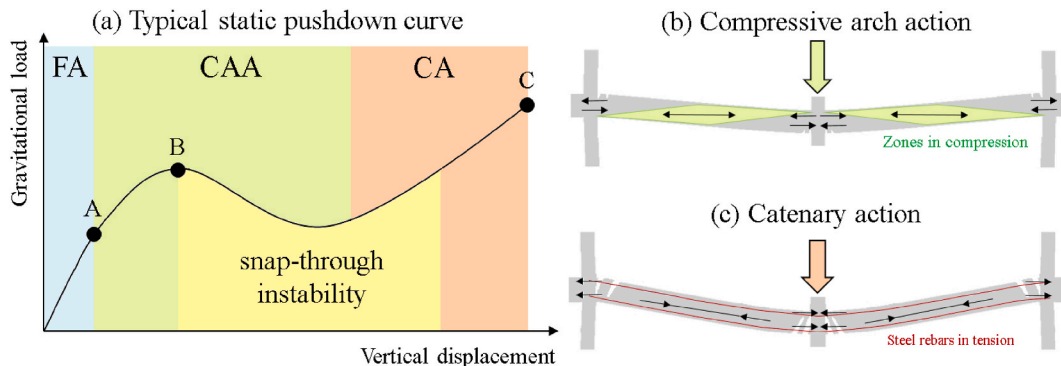 (a) Typical static pushdown curve
Gravitational load
FA
CAA
CA
A
B
C
snap-through
instability
Vertical displacement
(b) Compressive arch action
Zones in compression
(c) Catenary action
Steel rebars in tension